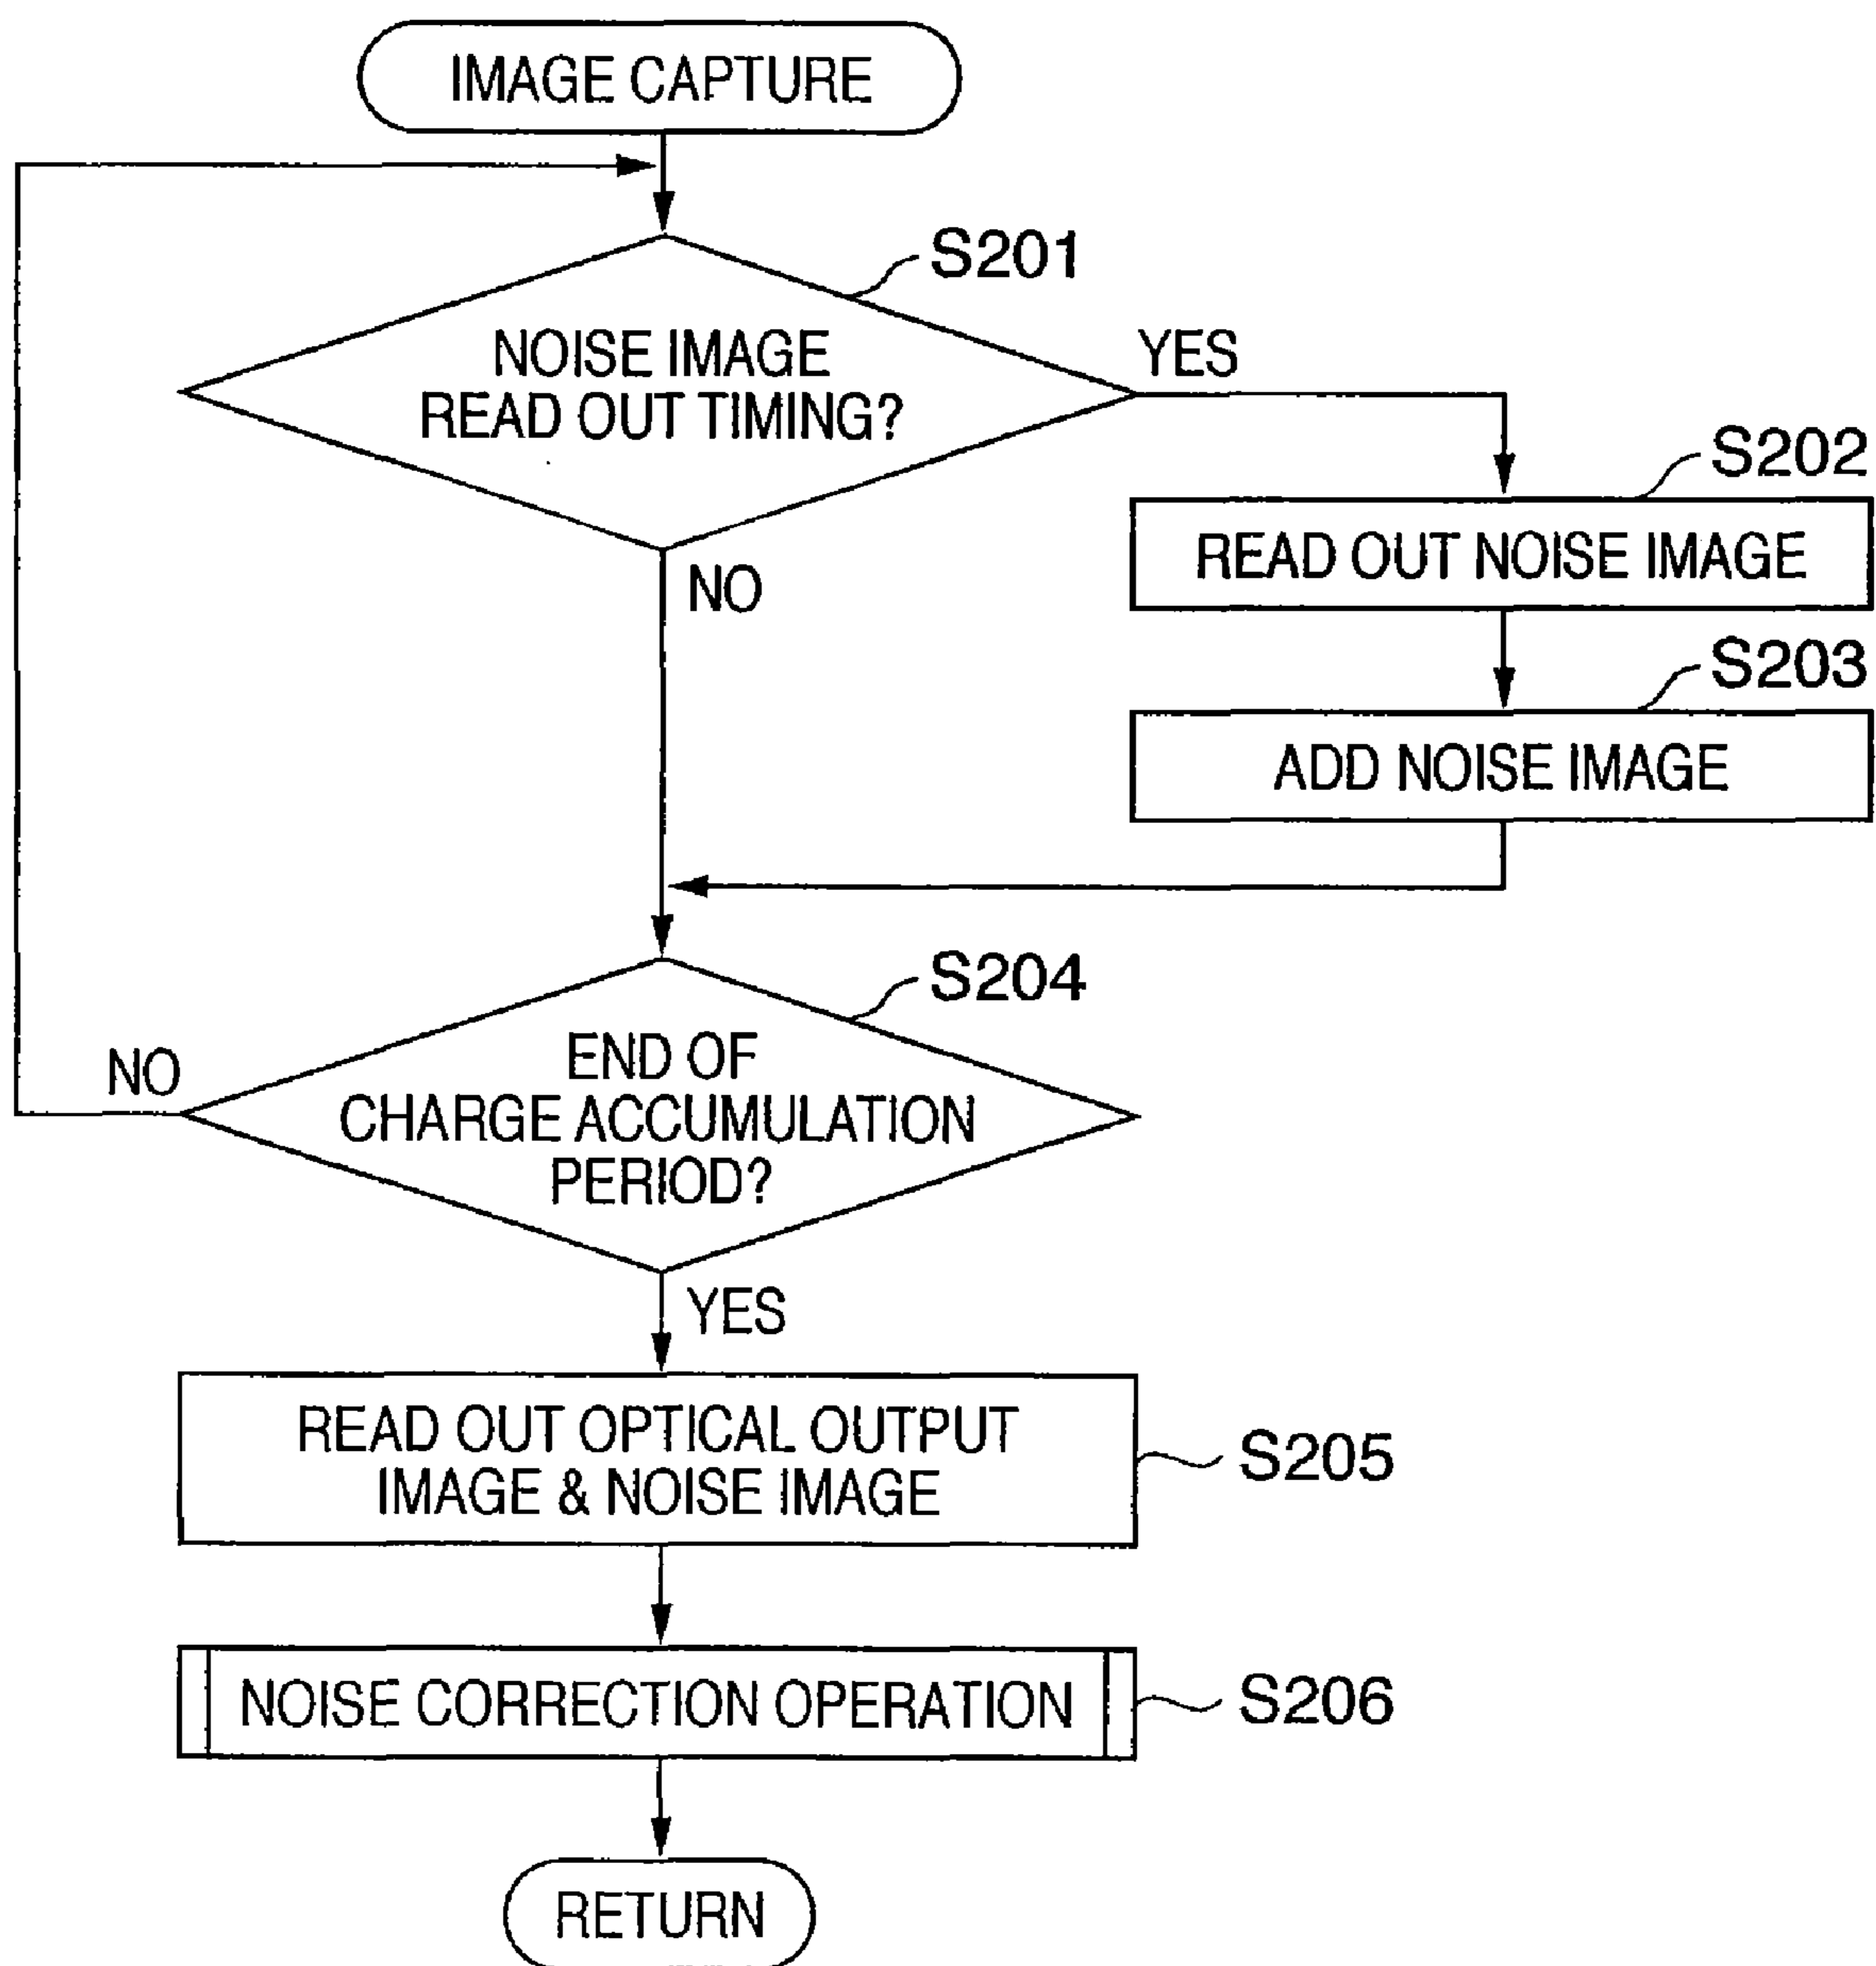 IMAGE CAPTURE
S201
NOISE IMAGE
READ OUT TIMING?
YES
S202
READ OUT NOISE IMAGE
NO
S203
ADD NOISE IMAGE
S204
END OF
CHARGE ACCUMULATION
PERIOD?
NO
YES
READ OUT OPTICAL OUTPUT
IMAGE & NOISE IMAGE
S205
NOISE CORRECTION OPERATION
S206
RETURN